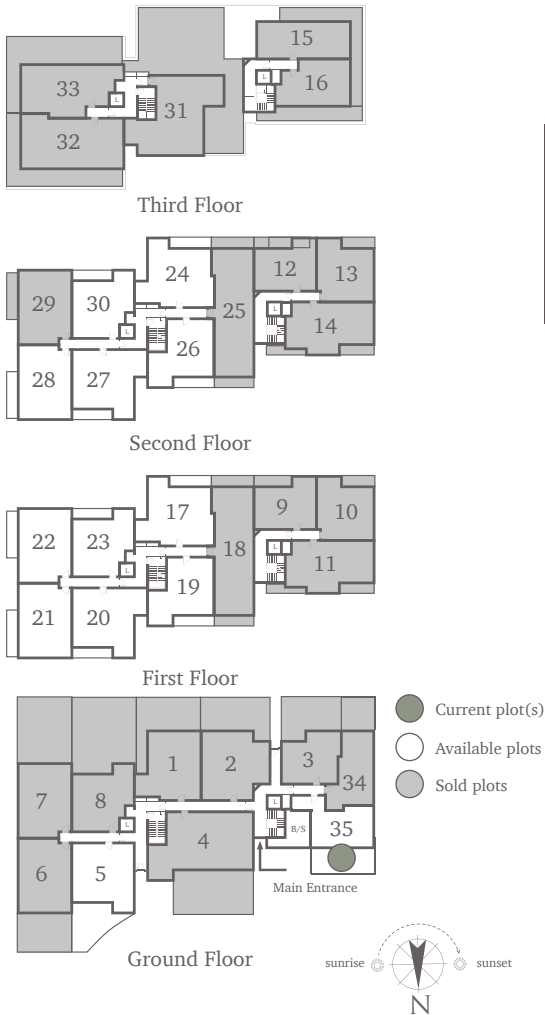 15
33
16
31
32
Third Floor
24
12
13
29
30
25
14
26
28
27
Second Floor
17
9
10
22
23
18
11
19
21
20
First Floor
Current plot(s)
1
2
3
Available plots
34
7
8
Sold plots
35
4
B/S
6
5
Main Entrance
Ground Floor
sunrise
sunset
N
L
L
L
L
L
L
L
L